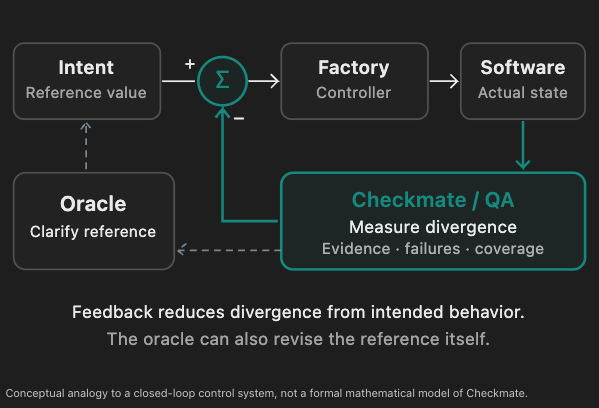 Intent
Reference value
+
Σ
−
Factory
Controller
Software
Actual state
Oracle
Clarify reference
Checkmate / QA
Measure divergence
Evidence · failures · coverage
Feedback reduces divergence from intended behavior.
The oracle can also revise the reference itself.
Conceptual analogy to a closed-loop control system, not a formal mathematical model of Checkmate.